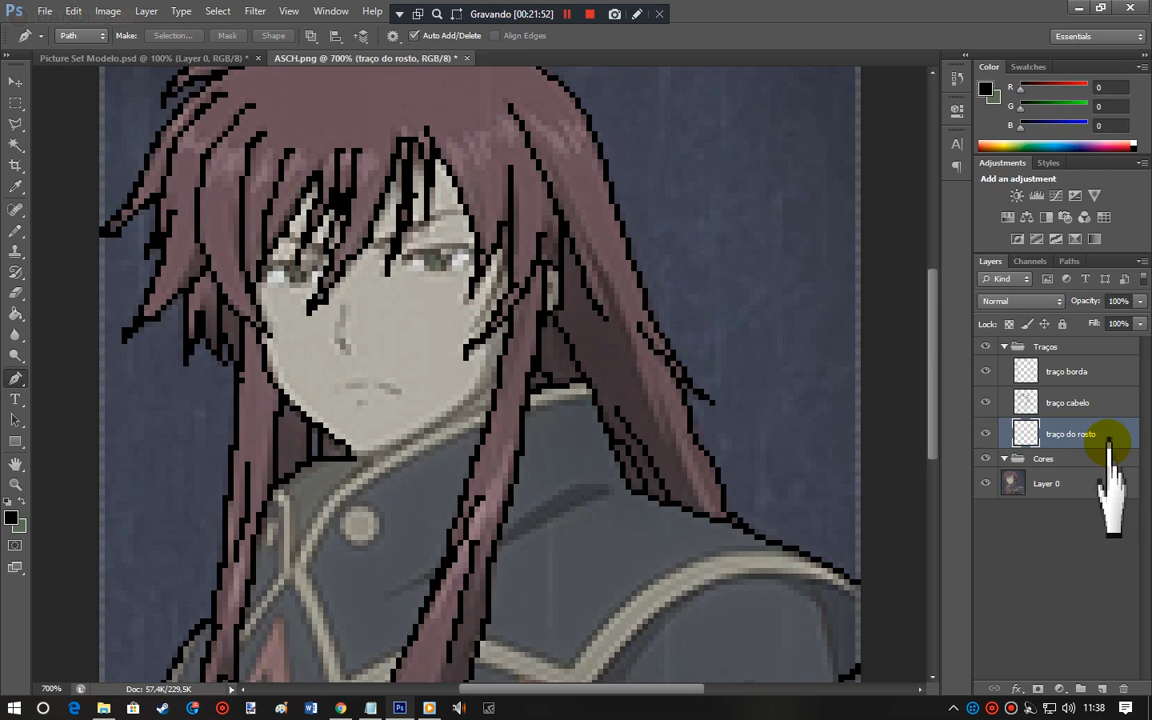 File Edit Image Layer Type Select Filter View Window Help
Gravando [00:21:52]
Path Make: Selection... Mask Shape Auto Add/Delete Align Edges Essentials
Picture Set Modelo.psd @ 100% (Layer 0, RGB/8) * × ASCH.png @ 700% (traço do rosto, RGB/8) * ×
Color Swatches
R 0
G 0
B 0
Adjustments Styles
Add an adjustment
Layers Channels Paths
Kind
Normal Opacity: 100%
Lock: Fill: 100%
Traços
traço borda
traço cabelo
traço do rosto
Cores
Layer 0
700% Doc: 57,4K/229,5K
11:38